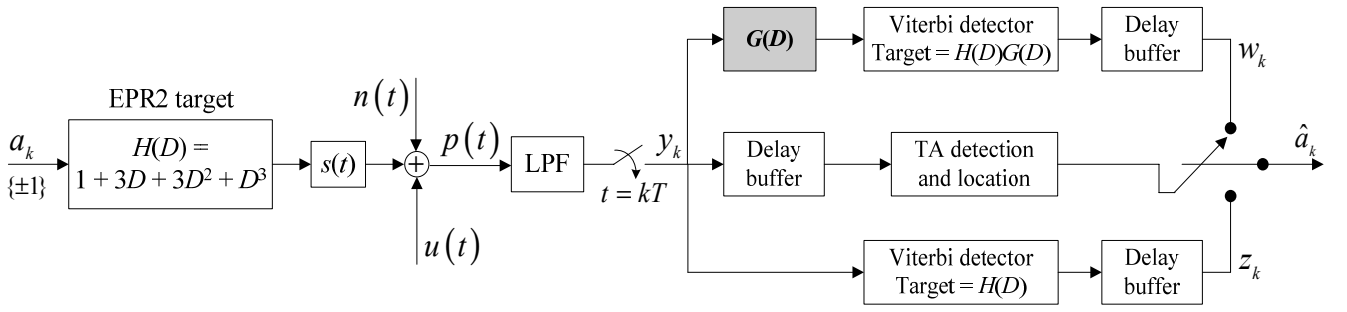 G(D)
Viterbi detector
Target = H(D)G(D)
Delay
buffer
w_k
EPR2 target
n(t)
a_k
{±1}
H(D) =
1 + 3D + 3D² + D³
s(t)
+
p(t)
LPF
t = kT
y_k
Delay
buffer
TA detection
and location
â_k
u(t)
Viterbi detector
Target = H(D)
Delay
buffer
z_k